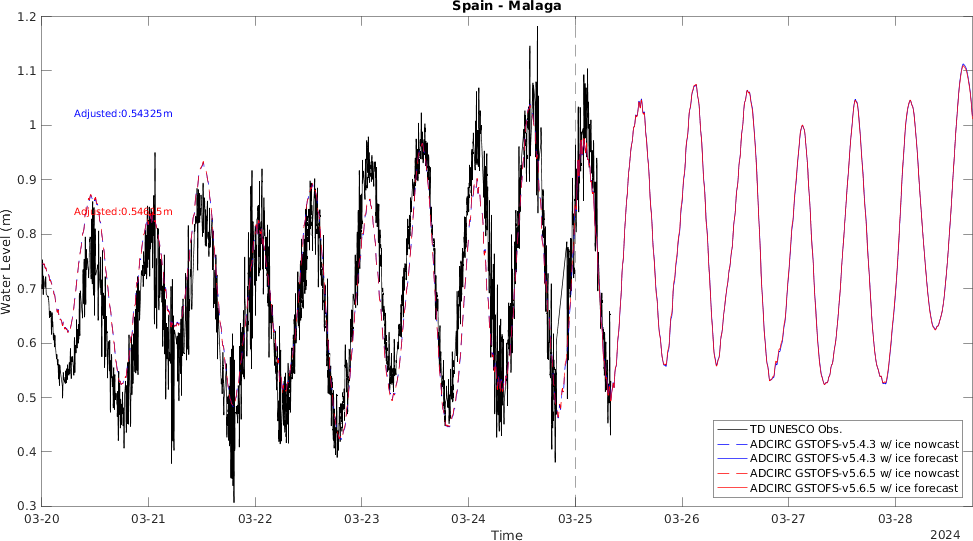 Spain - Malaga
1.2
1.1
1
0.9
0.8
0.7
0.6
0.5
0.4
0.3
Water Level (m)
Adjusted:0.54325m
03-20
03-21
03-22
03-23
03-24
03-25
03-26
03-27
03-28
Time
2024
TD UNESCO Obs.
ADCIRC GSTOFS-v5.4.3 w/ ice nowcast
ADCIRC GSTOFS-v5.4.3 w/ ice forecast
ADCIRC GSTOFS-v5.6.5 w/ ice nowcast
ADCIRC GSTOFS-v5.6.5 w/ ice forecast